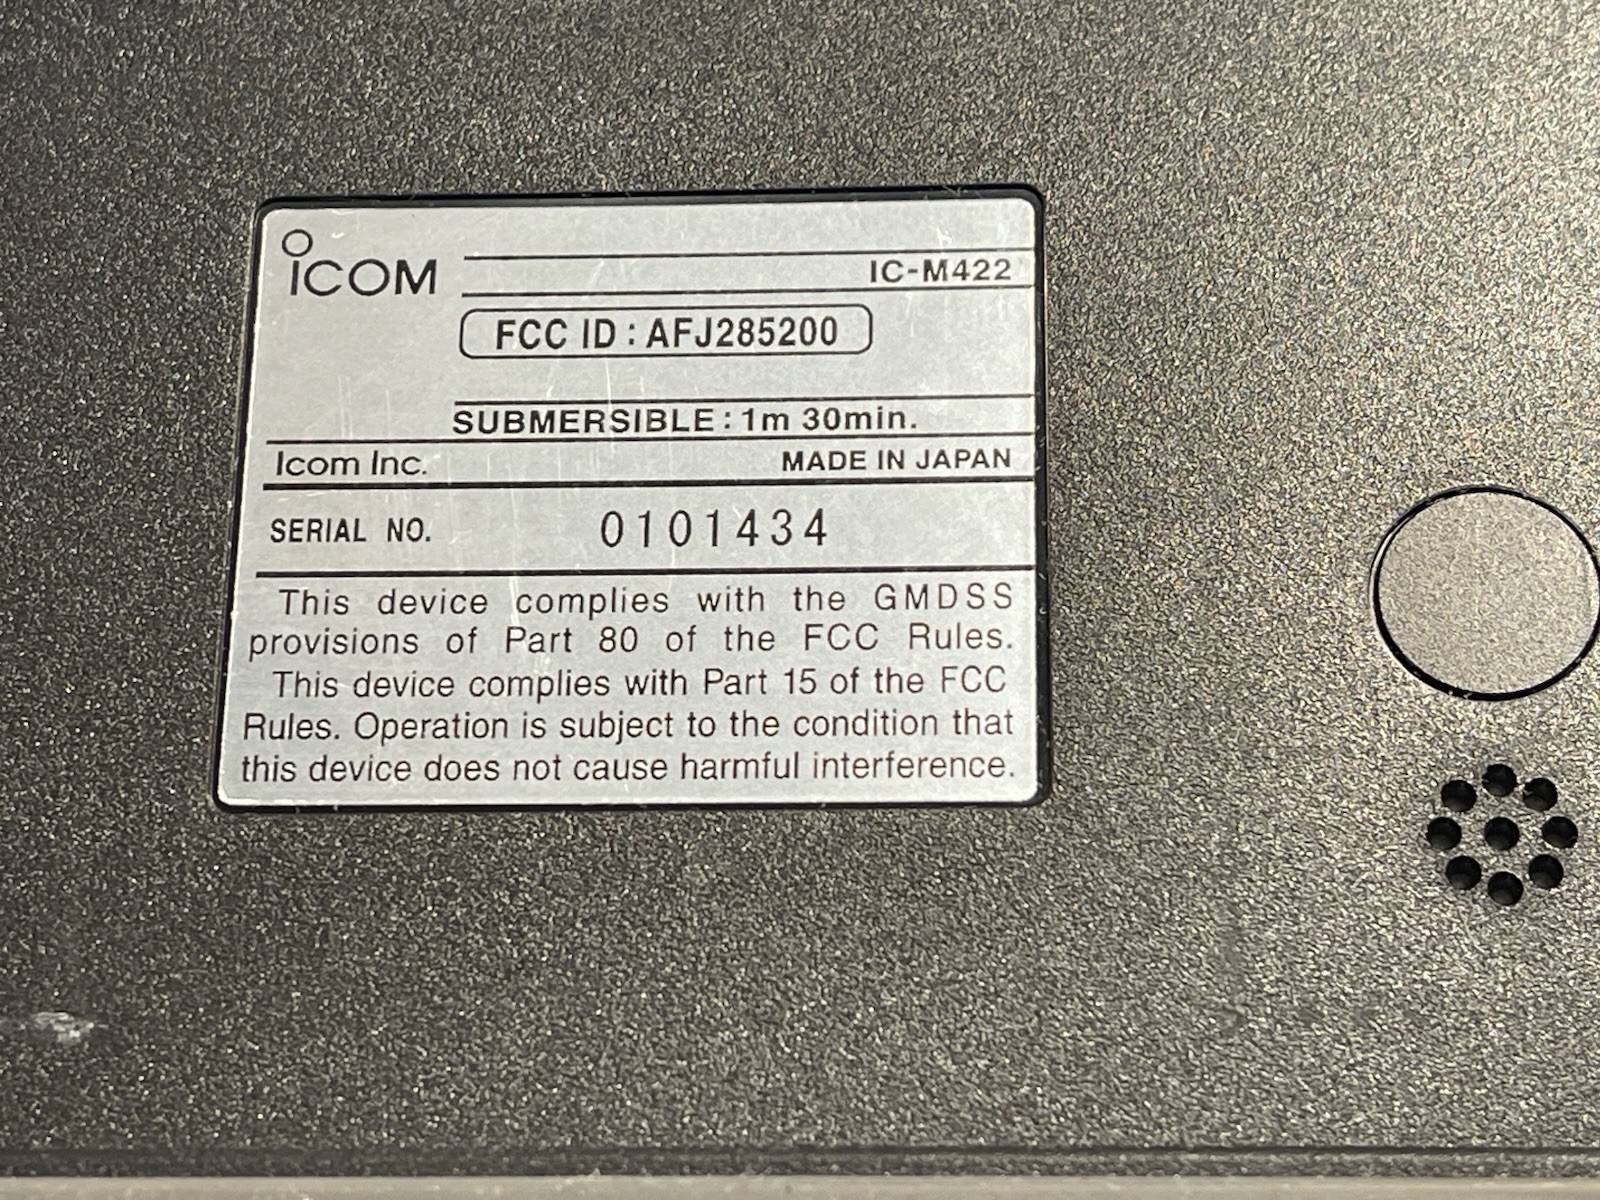 ICOM
IC-M422
FCC ID : AFJ285200
SUBMERSIBLE : 1m 30min.
Icom Inc. MADE IN JAPAN
SERIAL NO. 0101434
This device complies with the GMDSS
provisions of Part 80 of the FCC Rules.
This device complies with Part 15 of the FCC
Rules. Operation is subject to the condition that
this device does not cause harmful interference.